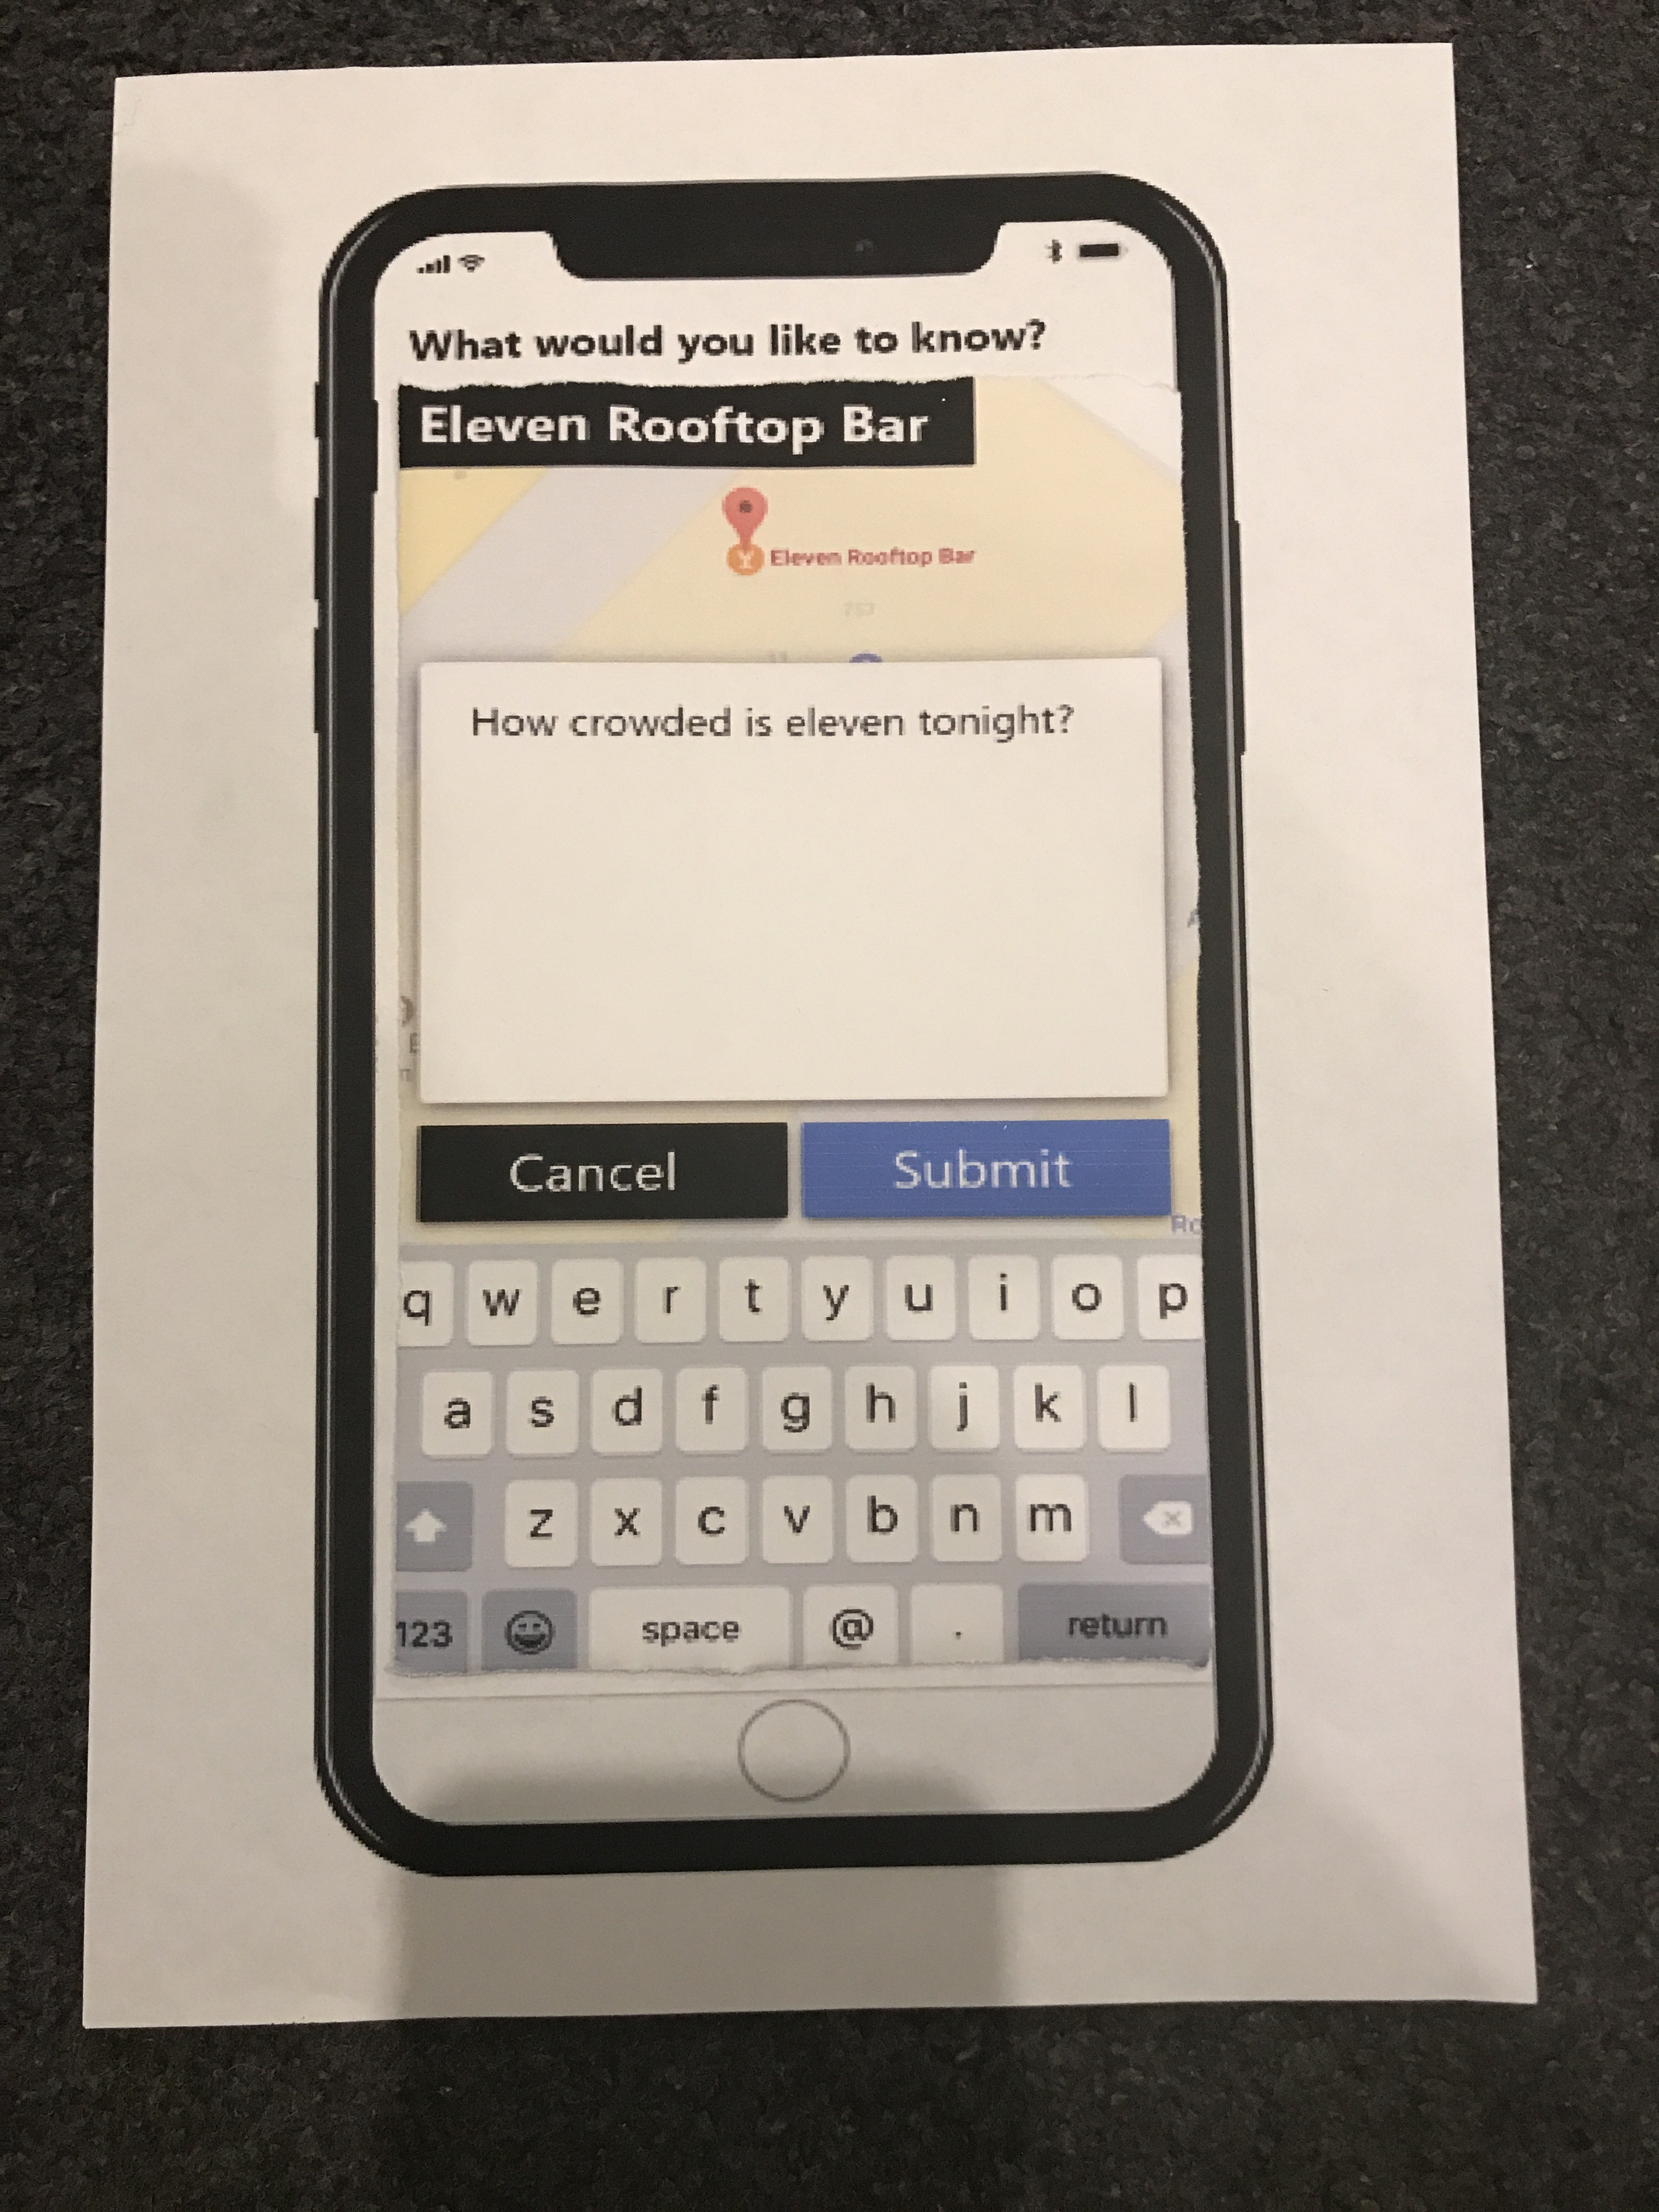 What would you like to know?
Eleven Rooftop Bar
Eleven Rooftop Bar
757
How crowded is eleven tonight?
Cancel
Submit
q w e r t y u i o p
a s d f g h j k l
z x c v b n m
123 space @ . return